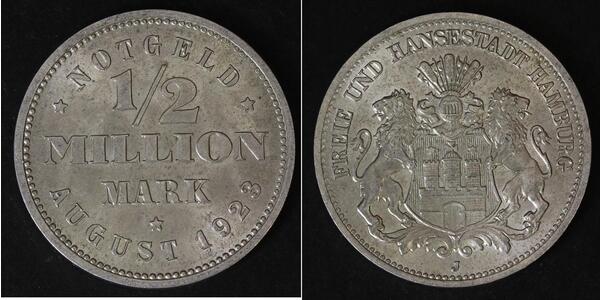 NOTGELD
1/2
MILLION
MARK
AUGUST 1923
FREIE UND HANSESTADT HAMBURG
J